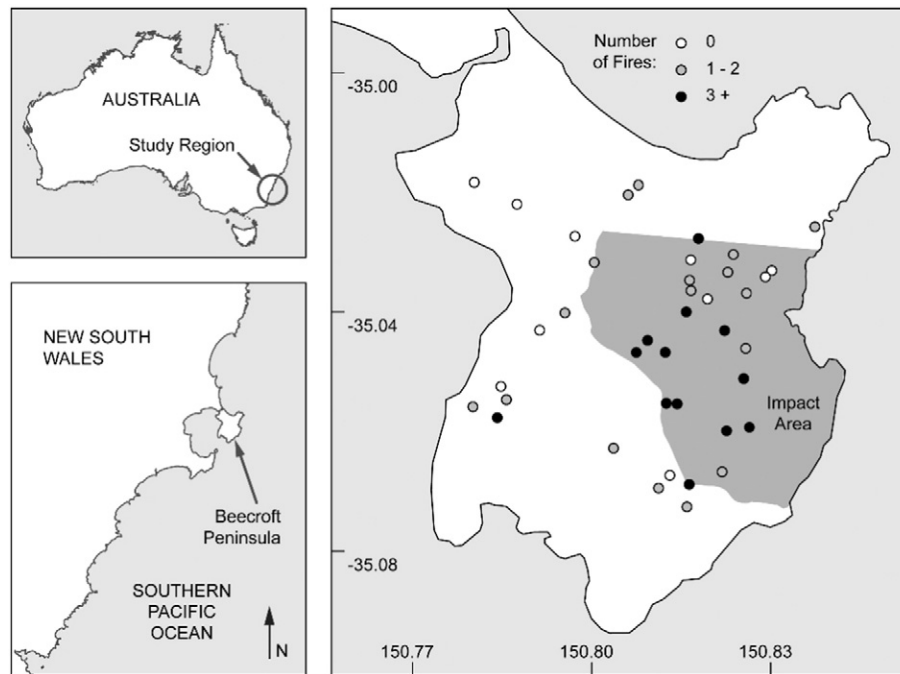 AUSTRALIA
Study Region
NEW SOUTH
WALES
Beecroft
Peninsula
SOUTHERN
PACIFIC
OCEAN
N
Number
of Fires:
0
1 - 2
3 +
-35.00
-35.04
-35.08
Impact
Area
150.77
150.80
150.83